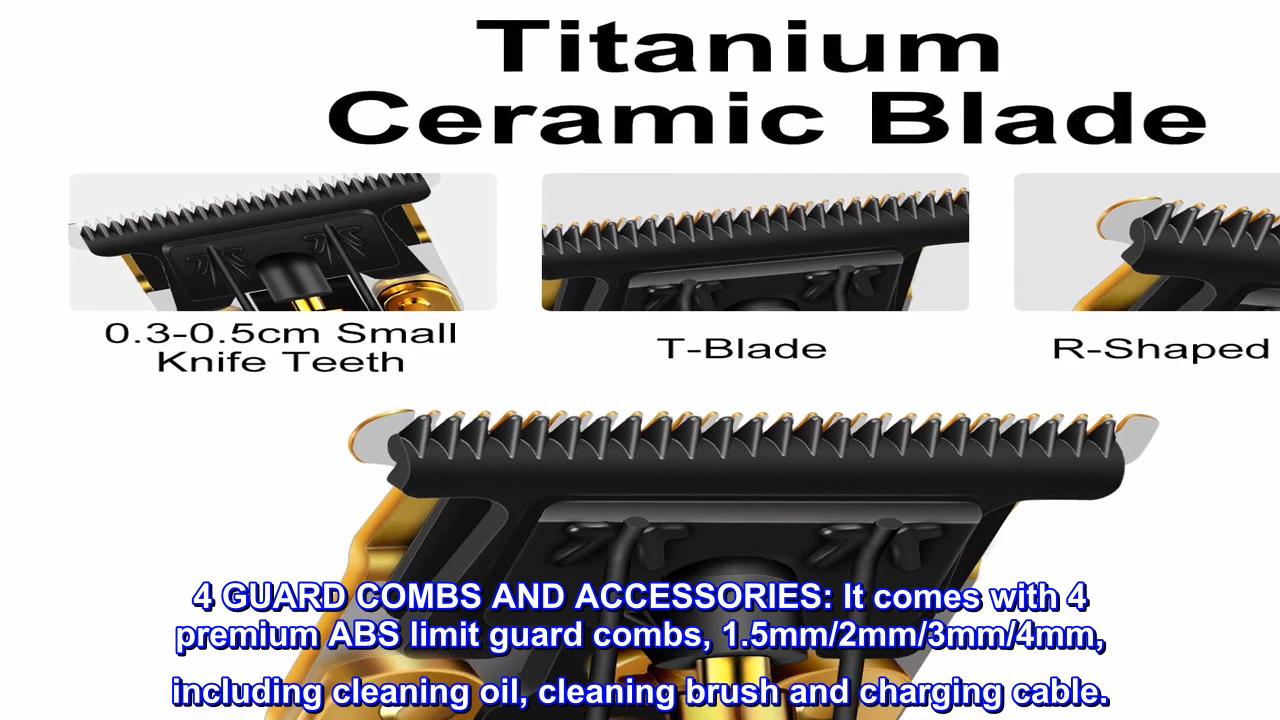 Titanium
Ceramic Blade
0.3-0.5cm Small
Knife Teeth
T-Blade
R-Shaped
4 GUARD COMBS AND ACCESSORIES: It comes with 4
premium ABS limit guard combs, 1.5mm/2mm/3mm/4mm,
including cleaning oil, cleaning brush and charging cable.